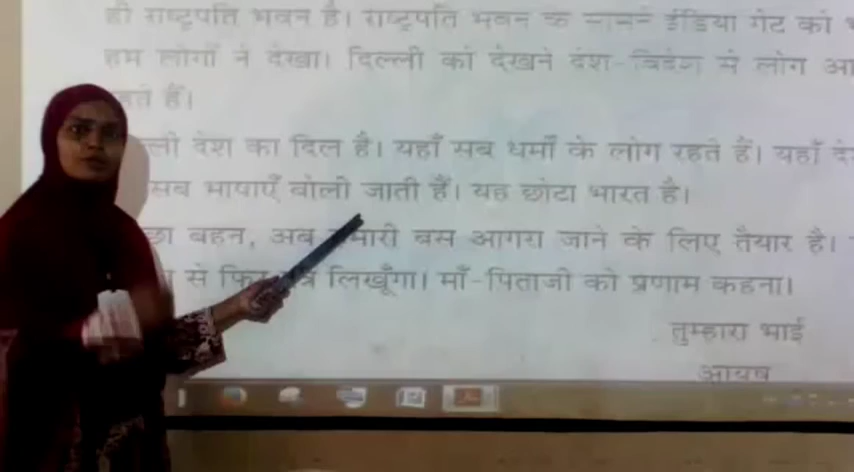 ही राष्ट्रपति भवन है। राष्ट्रपति भवन के सामने इंडिया गेट को
हम लोगों ने देखा। दिल्ली को देखने देश-विदेश से लोग
हैं।
देश का दिल है। यहाँ सब धर्मों के लोग रहते हैं। यहाँ
सब भाषाएँ बोली जाती हैं। यह छोटा भारत है।
बहन, अब हमारी बस आगरा जाने के लिए तैयार है।
से फिर लिखूँगा। माँ-पिताजी को प्रणाम कहना।
तुम्हारा भाई